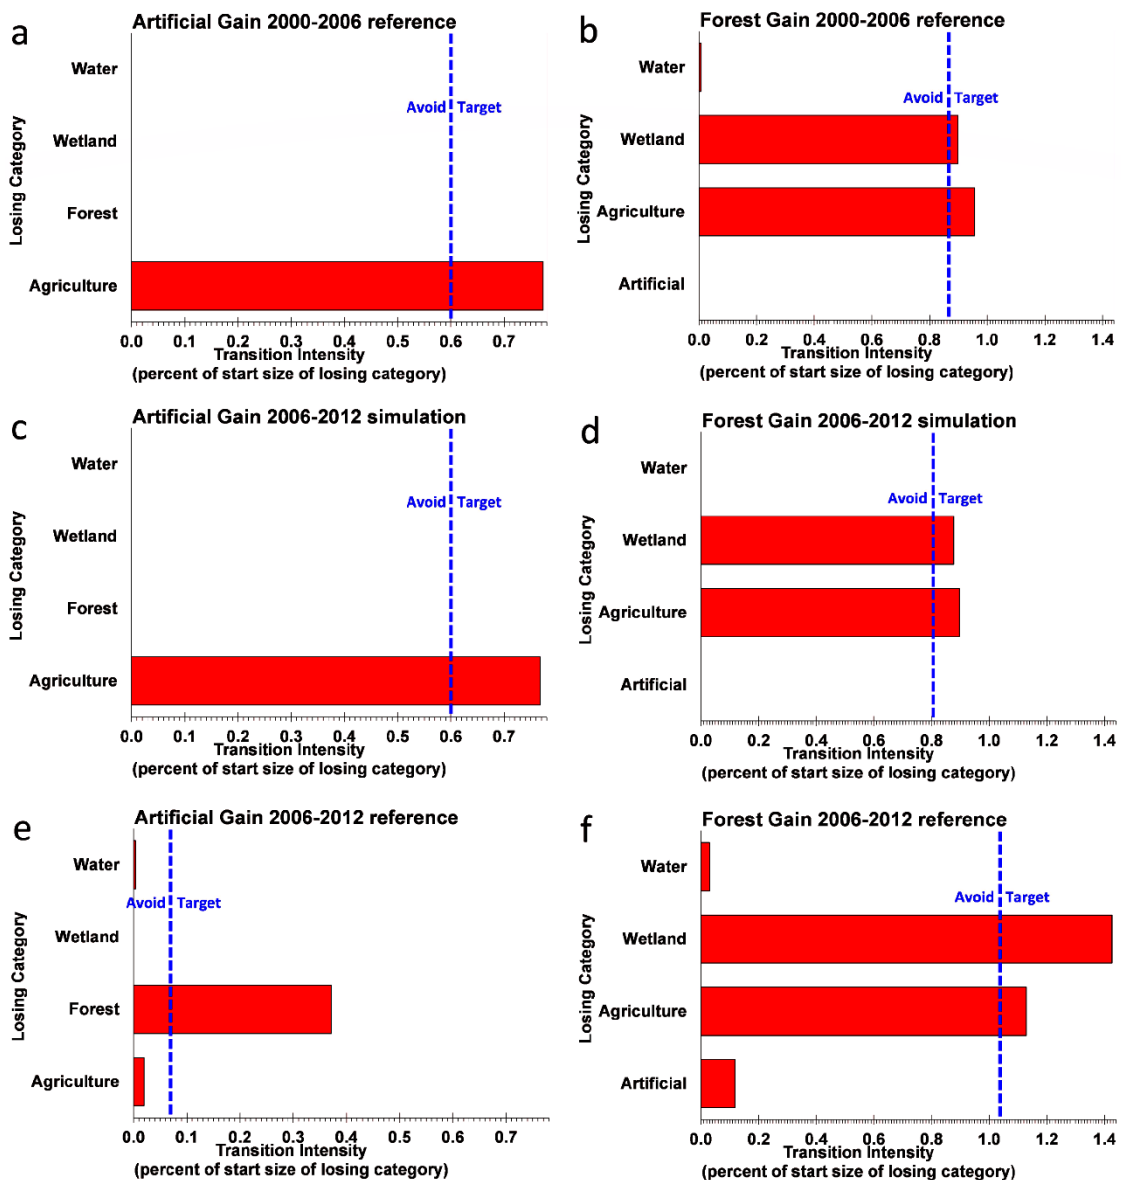 a
Artificial Gain 2000-2006 reference
Losing Category
Water
Avoid Target
Wetland
Forest
Agriculture
0.0 0.1 0.2 0.3 0.4 0.5 0.6 0.7
Transition Intensity
(percent of start size of losing category)
b
Forest Gain 2000-2006 reference
Losing Category
Water
Avoid Target
Wetland
Agriculture
Artificial
0.0 0.2 0.4 0.6 0.8 1.0 1.2 1.4
Transition Intensity
(percent of start size of losing category)
c
Artificial Gain 2006-2012 simulation
Losing Category
Water
Avoid Target
Wetland
Forest
Agriculture
0.0 0.1 0.2 0.3 0.4 0.5 0.6 0.7
Transition Intensity
(percent of start size of losing category)
d
Forest Gain 2006-2012 simulation
Losing Category
Water
Avoid Target
Wetland
Agriculture
Artificial
0.0 0.2 0.4 0.6 0.8 1.0 1.2 1.4
Transition Intensity
(percent of start size of losing category)
e
Artificial Gain 2006-2012 reference
Losing Category
Water
Avoid Target
Wetland
Forest
Agriculture
0.0 0.1 0.2 0.3 0.4 0.5 0.6 0.7
Transition Intensity
(percent of start size of losing category)
f
Forest Gain 2006-2012 reference
Losing Category
Water
Avoid Target
Wetland
Agriculture
Artificial
0.0 0.2 0.4 0.6 0.8 1.0 1.2 1.4
Transition Intensity
(percent of start size of losing category)